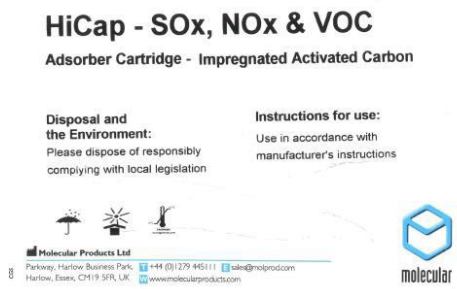 HiCap - SOx, NOx & VOC
Adsorber Cartridge - Impregnated Activated Carbon
Disposal and
the Environment:
Please dispose of responsibly
complying with local legislation
Instructions for use:
Use in accordance with
manufacturer's instructions
Molecular Products Ltd
Parkway, Harlow Business Park,
Harlow, Essex, CM19 5FR, UK
T +44 (0)1279 445111 E sales@molprod.com
W www.molecularproducts.com
molecular